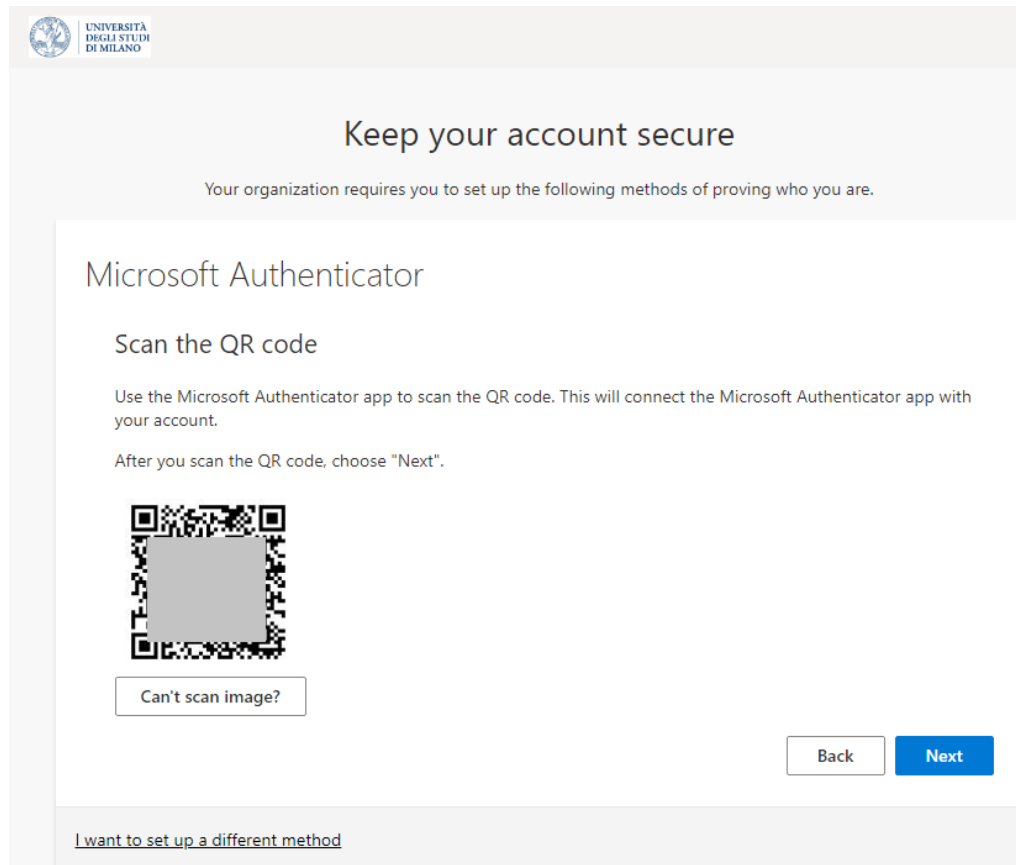 UNIVERSITÀ
DEGLI STUDI
DI MILANO
Keep your account secure
Your organization requires you to set up the following methods of proving who you are.
Microsoft Authenticator
Scan the QR code
Use the Microsoft Authenticator app to scan the QR code. This will connect the Microsoft Authenticator app with
your account.
After you scan the QR code, choose "Next".
Can't scan image?
Back Next
I want to set up a different method